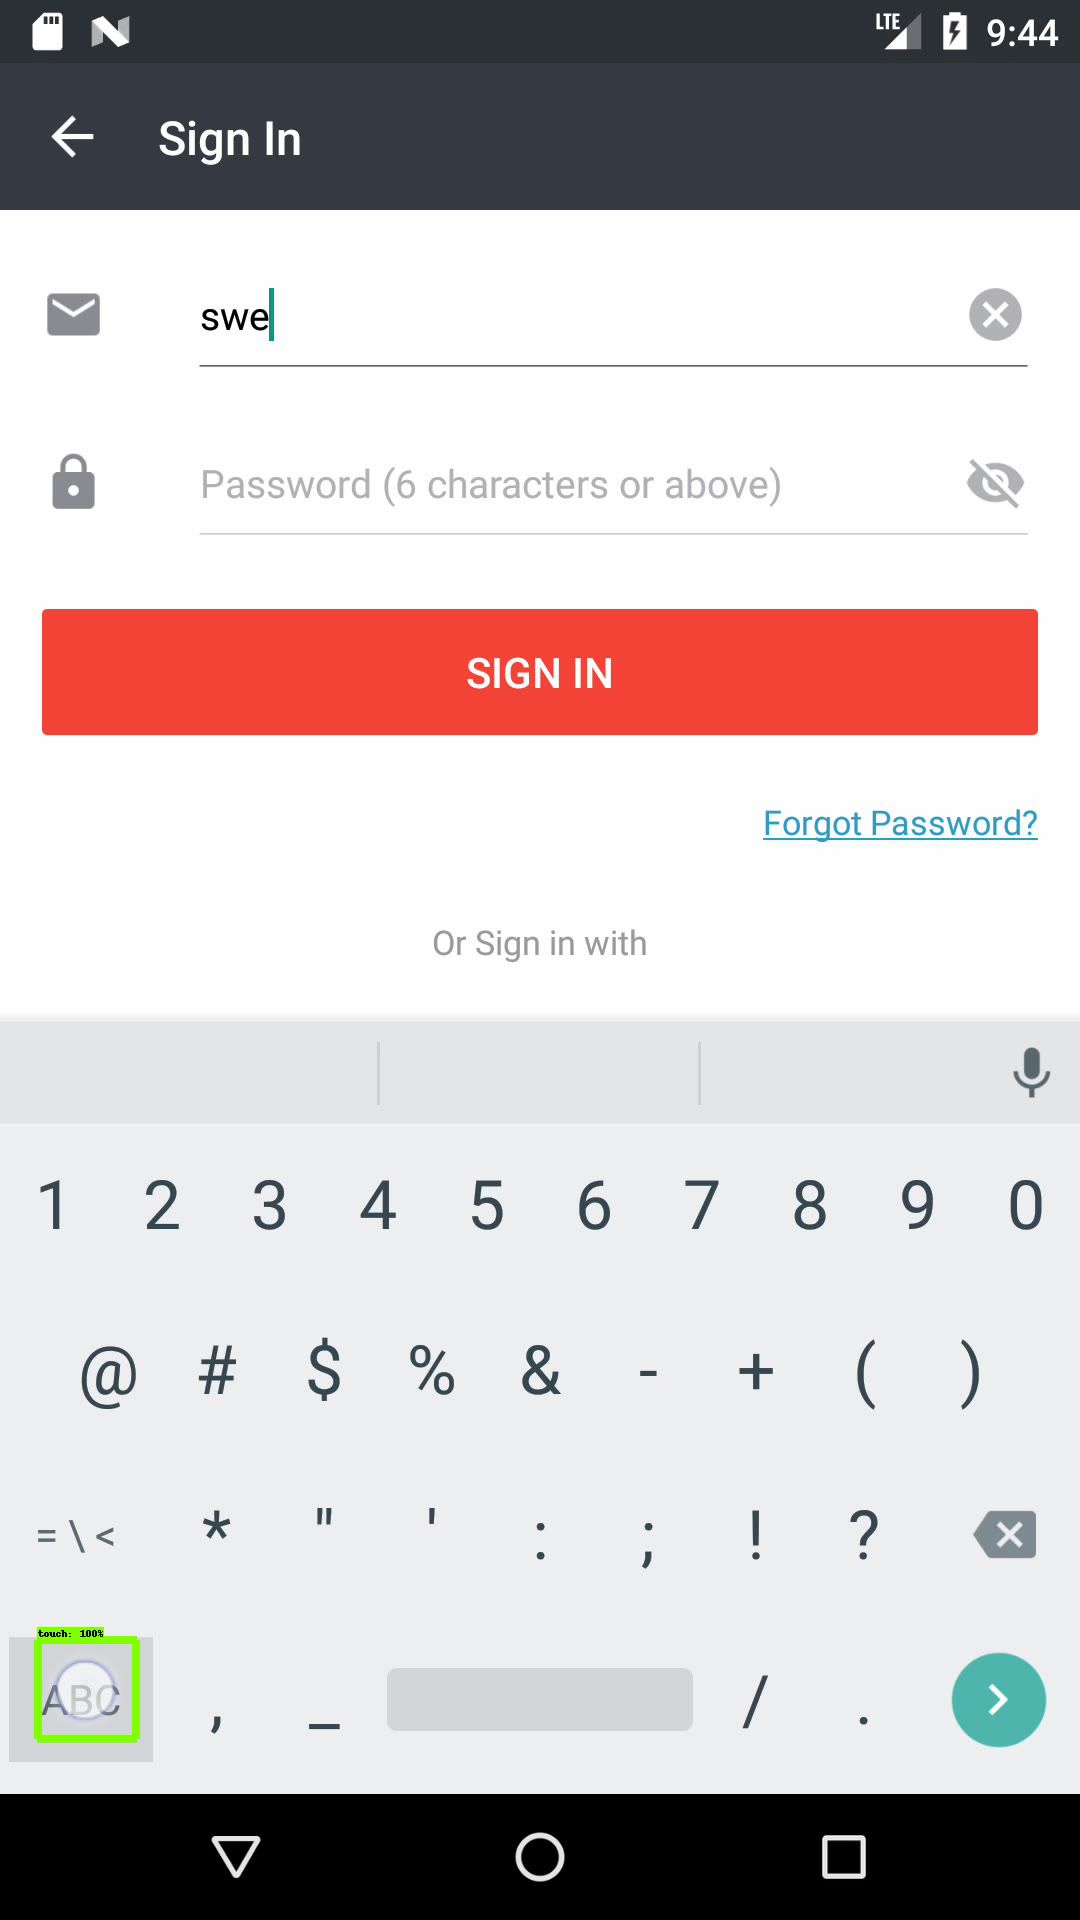 LTE 9:44
Sign In
swe
Password (6 characters or above)
SIGN IN
Forgot Password?
Or Sign in with
1 2 3 4 5 6 7 8 9 0
@ # $ % & - + ( )
= \ < * " ' : ; ! ?
touch: 100%
ABC , _ / .